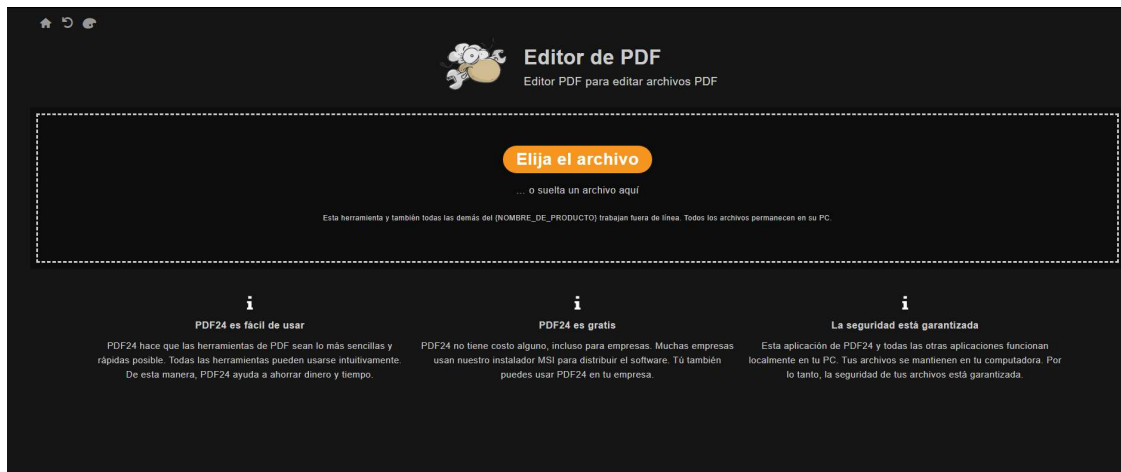 Editor de PDF
Editor PDF para editar archivos PDF
Elija el archivo
... o suelta un archivo aquí
Esta herramienta y también todas las demás del {NOMBRE_DE_PRODUCTO} trabajan fuera de línea. Todos los archivos permanecen en su PC.
PDF24 es fácil de usar
PDF24 hace que las herramientas de PDF sean lo más sencillas y
rápidas posible. Todas las herramientas pueden usarse intuitivamente.
De esta manera, PDF24 ayuda a ahorrar dinero y tiempo.
PDF24 es gratis
PDF24 no tiene costo alguno, incluso para empresas. Muchas empresas
usan nuestro instalador MSI para distribuir el software. Tú también
puedes usar PDF24 en tu empresa.
La seguridad está garantizada
Esta aplicación de PDF24 y todas las otras aplicaciones funcionan
localmente en tu PC. Tus archivos se mantienen en tu computadora. Por
lo tanto, la seguridad de tus archivos está garantizada.